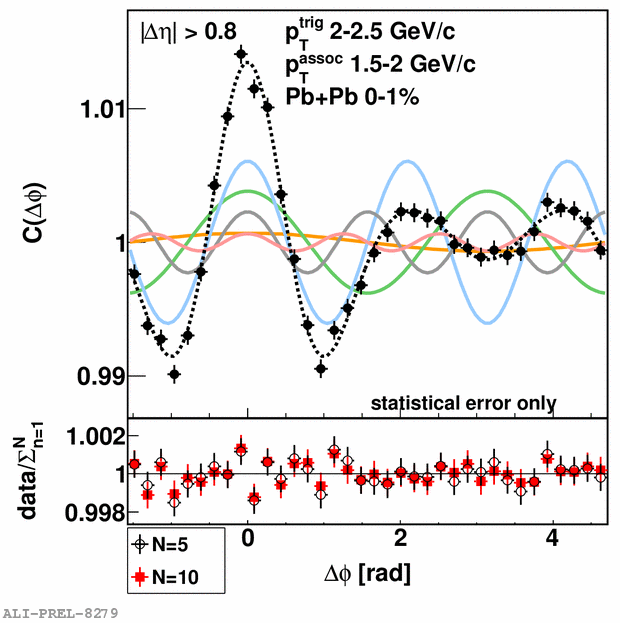 |Δη| > 0.8
p_T^trig 2-2.5 GeV/c
p_T^assoc 1.5-2 GeV/c
Pb+Pb 0-1%
C(Δϕ)
1.01
1
0.99
statistical error only
data/Σ_{n=1}^N
1.002
1
0.998
0 2 4
Δϕ [rad]
N=5
N=10
ALI-PREL-8279